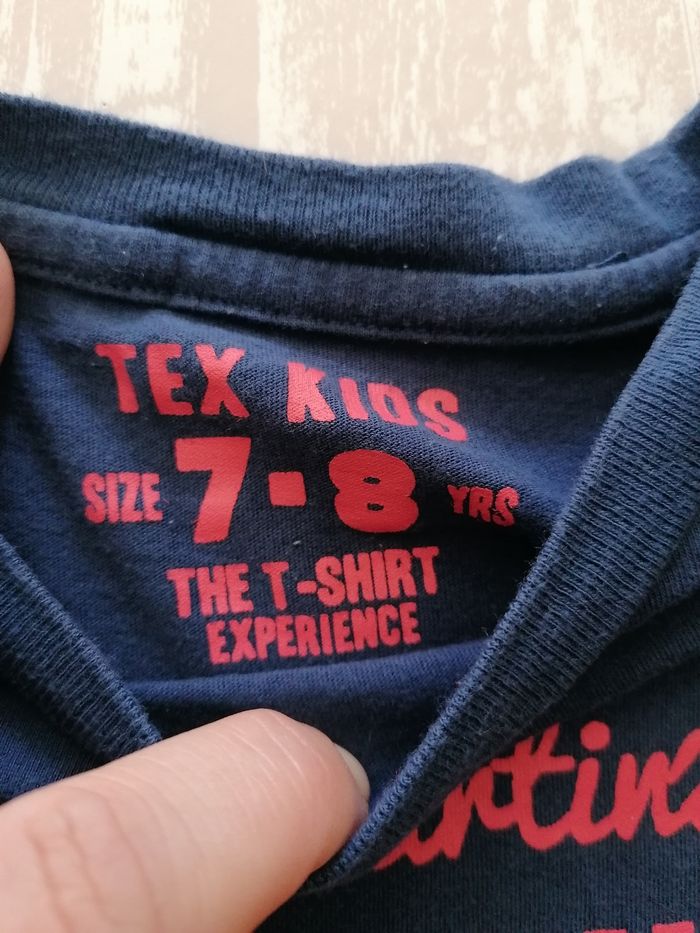 TEX KIDS
SIZE 7-8 YRS
THE T-SHIRT
EXPERIENCE